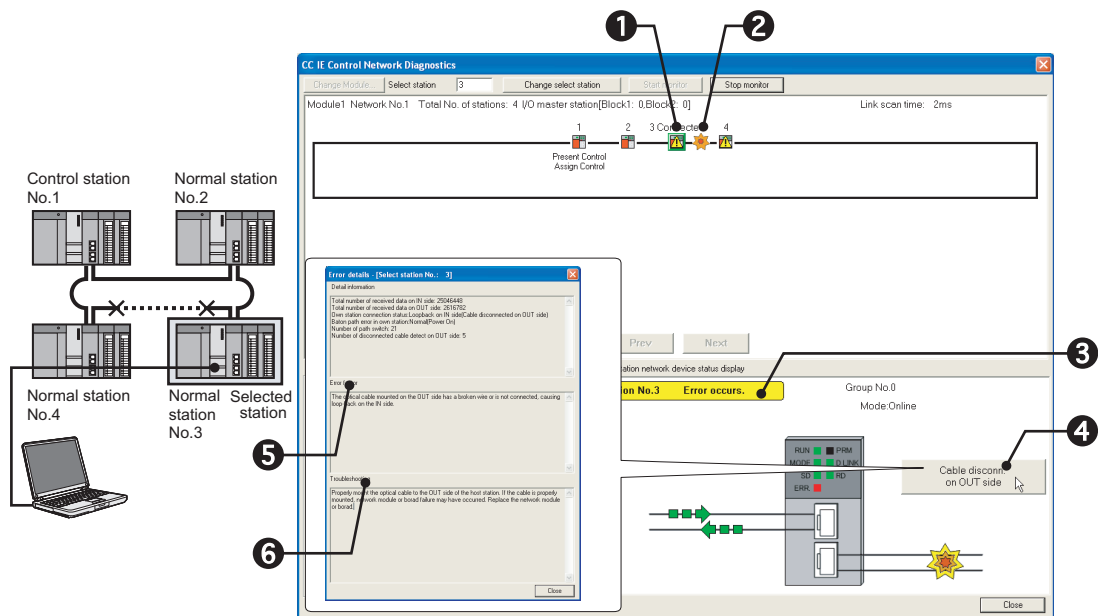 1 2
CC IE Control Network Diagnostics
Change Module... Select station 3 Change select station Start monitor Stop monitor
Module1 Network No.1 Total No. of stations: 4 I/O master station[Block1: 0,Block2: 0] Link scan time: 2ms
1 2 3 4
Present Control
Assign Control
Control station No.1
Normal station No.2
Normal station No.4
Normal station No.3
Selected station
Error details - [Select station No.: 3]
Detail information
Total number of received data on IN side: 25046448
Total number of received data on OUT side: 2616782
Own station connection status:Loopback on IN side(Cable disconnected on OUT side)
Baton path error in own station:Normal(Power On)
Number of path switch: 21
Number of disconnected cable detect on OUT side: 5
Error
The optical cable mounted on the OUT side has a broken wire or is not connected, causing
loop back on the IN side.
5
Properly mount the optical cable to the OUT side of the host station. If the cable is properly
mounted, network module or borad failure may have occurred. Replace the network module
or borad.
6
Close
Prev Next
network device status display
3
No.3 Error occurs.
Group No.0
Mode:Online
4
RUN PRM
MODE D LINK
SD RD
ERR.
Cable disconn.
on OUT side
Close